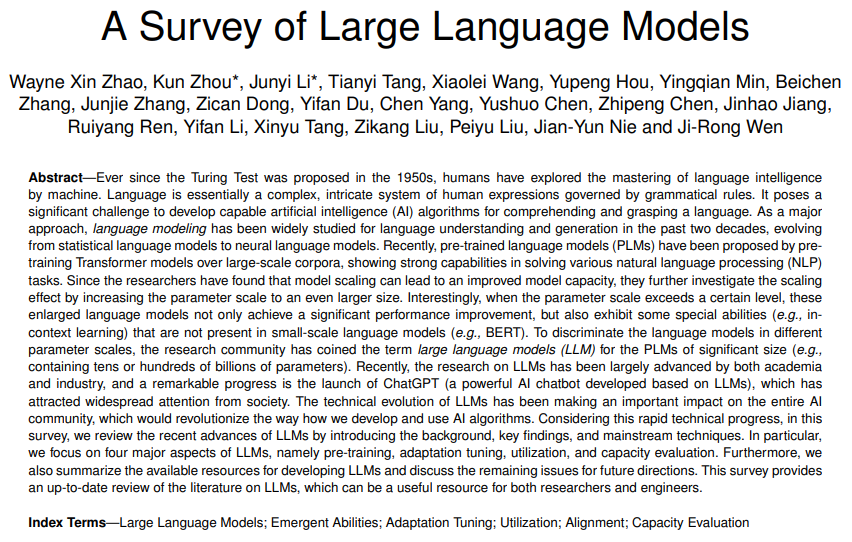 A Survey of Large Language Models
Wayne Xin Zhao, Kun Zhou*, Junyi Li*, Tianyi Tang, Xiaolei Wang, Yupeng Hou, Yingqian Min, Beichen
Zhang, Junjie Zhang, Zican Dong, Yifan Du, Chen Yang, Yushuo Chen, Zhipeng Chen, Jinhao Jiang,
Ruiyang Ren, Yifan Li, Xinyu Tang, Zikang Liu, Peiyu Liu, Jian-Yun Nie and Ji-Rong Wen
Abstract—Ever since the Turing Test was proposed in the 1950s, humans have explored the mastering of language intelligence
by machine. Language is essentially a complex, intricate system of human expressions governed by grammatical rules. It poses a
significant challenge to develop capable artificial intelligence (AI) algorithms for comprehending and grasping a language. As a major
approach, language modeling has been widely studied for language understanding and generation in the past two decades, evolving
from statistical language models to neural language models. Recently, pre-trained language models (PLMs) have been proposed by pre-
training Transformer models over large-scale corpora, showing strong capabilities in solving various natural language processing (NLP)
tasks. Since the researchers have found that model scaling can lead to an improved model capacity, they further investigate the scaling
effect by increasing the parameter scale to an even larger size. Interestingly, when the parameter scale exceeds a certain level, these
enlarged language models not only achieve a significant performance improvement, but also exhibit some special abilities (e.g., in-
context learning) that are not present in small-scale language models (e.g., BERT). To discriminate the language models in different
parameter scales, the research community has coined the term large language models (LLM) for the PLMs of significant size (e.g.,
containing tens or hundreds of billions of parameters). Recently, the research on LLMs has been largely advanced by both academia
and industry, and a remarkable progress is the launch of ChatGPT (a powerful AI chatbot developed based on LLMs), which has
attracted widespread attention from society. The technical evolution of LLMs has been making an important impact on the entire AI
community, which would revolutionize the way how we develop and use AI algorithms. Considering this rapid technical progress, in this
survey, we review the recent advances of LLMs by introducing the background, key findings, and mainstream techniques. In particular,
we focus on four major aspects of LLMs, namely pre-training, adaptation tuning, utilization, and capacity evaluation. Furthermore, we
also summarize the available resources for developing LLMs and discuss the remaining issues for future directions. This survey provides
an up-to-date review of the literature on LLMs, which can be a useful resource for both researchers and engineers.
Index Terms—Large Language Models; Emergent Abilities; Adaptation Tuning; Utilization; Alignment; Capacity Evaluation